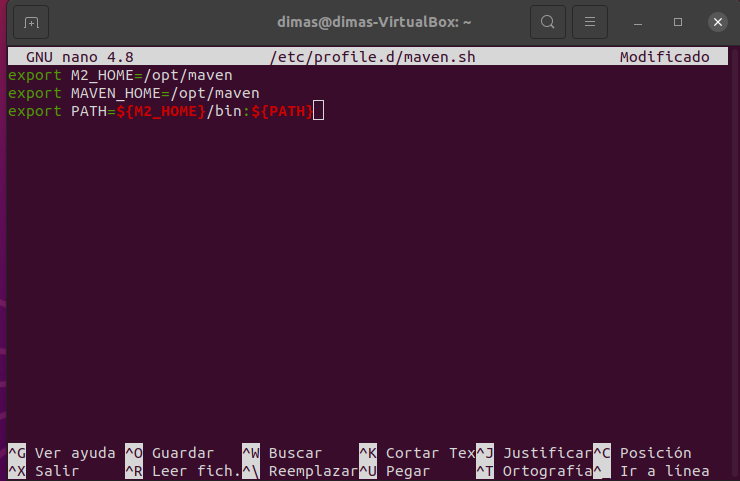 dimas@dimas-VirtualBox: ~
GNU nano 4.8 /etc/profile.d/maven.sh Modificado
export M2_HOME=/opt/maven
export MAVEN_HOME=/opt/maven
export PATH=${M2_HOME}/bin:${PATH}
^G Ver ayuda ^O Guardar ^W Buscar ^K Cortar Tex^J Justificar^C Posición
^X Salir ^R Leer fich.^\ Reemplazar^U Pegar ^T Ortografía^_ Ir a línea